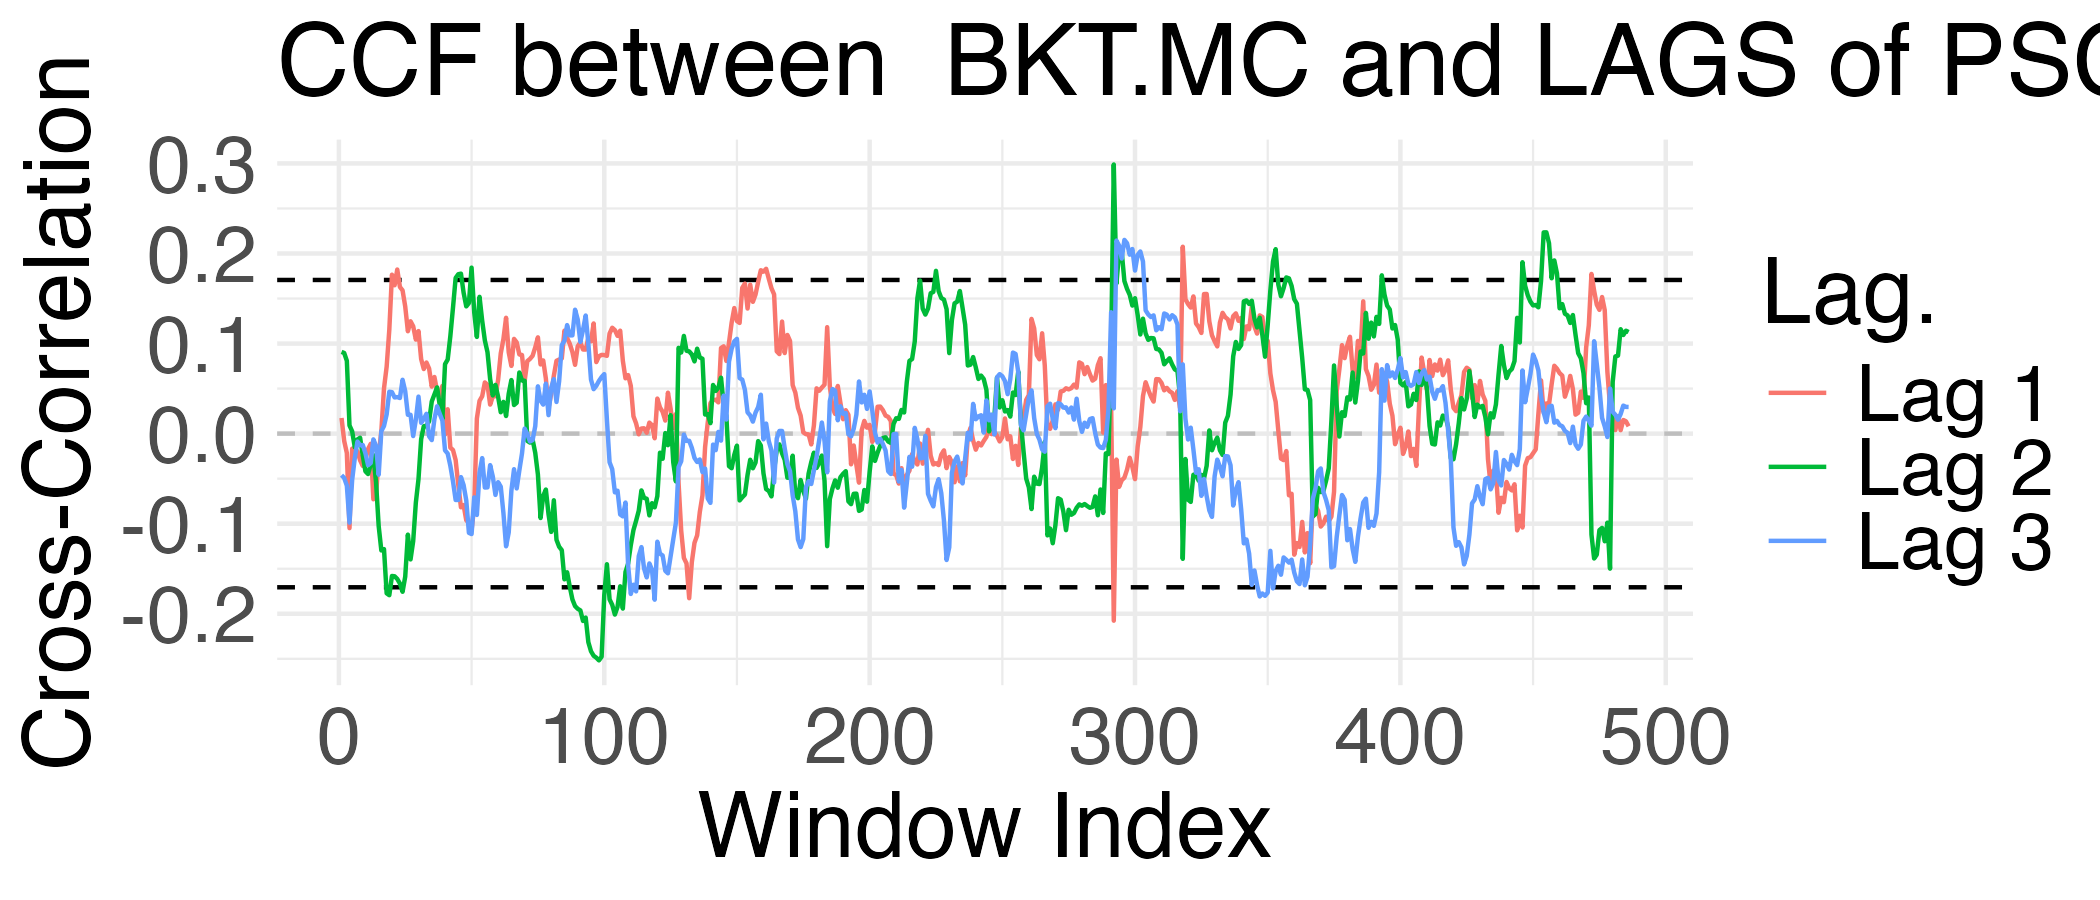 CCF between BKT.MC and LAGS of PSC
Cross-Correlation
0.3
0.2
0.1
0.0
-0.1
-0.2
0 100 200 300 400 500
Window Index
Lag.
Lag 1
Lag 2
Lag 3